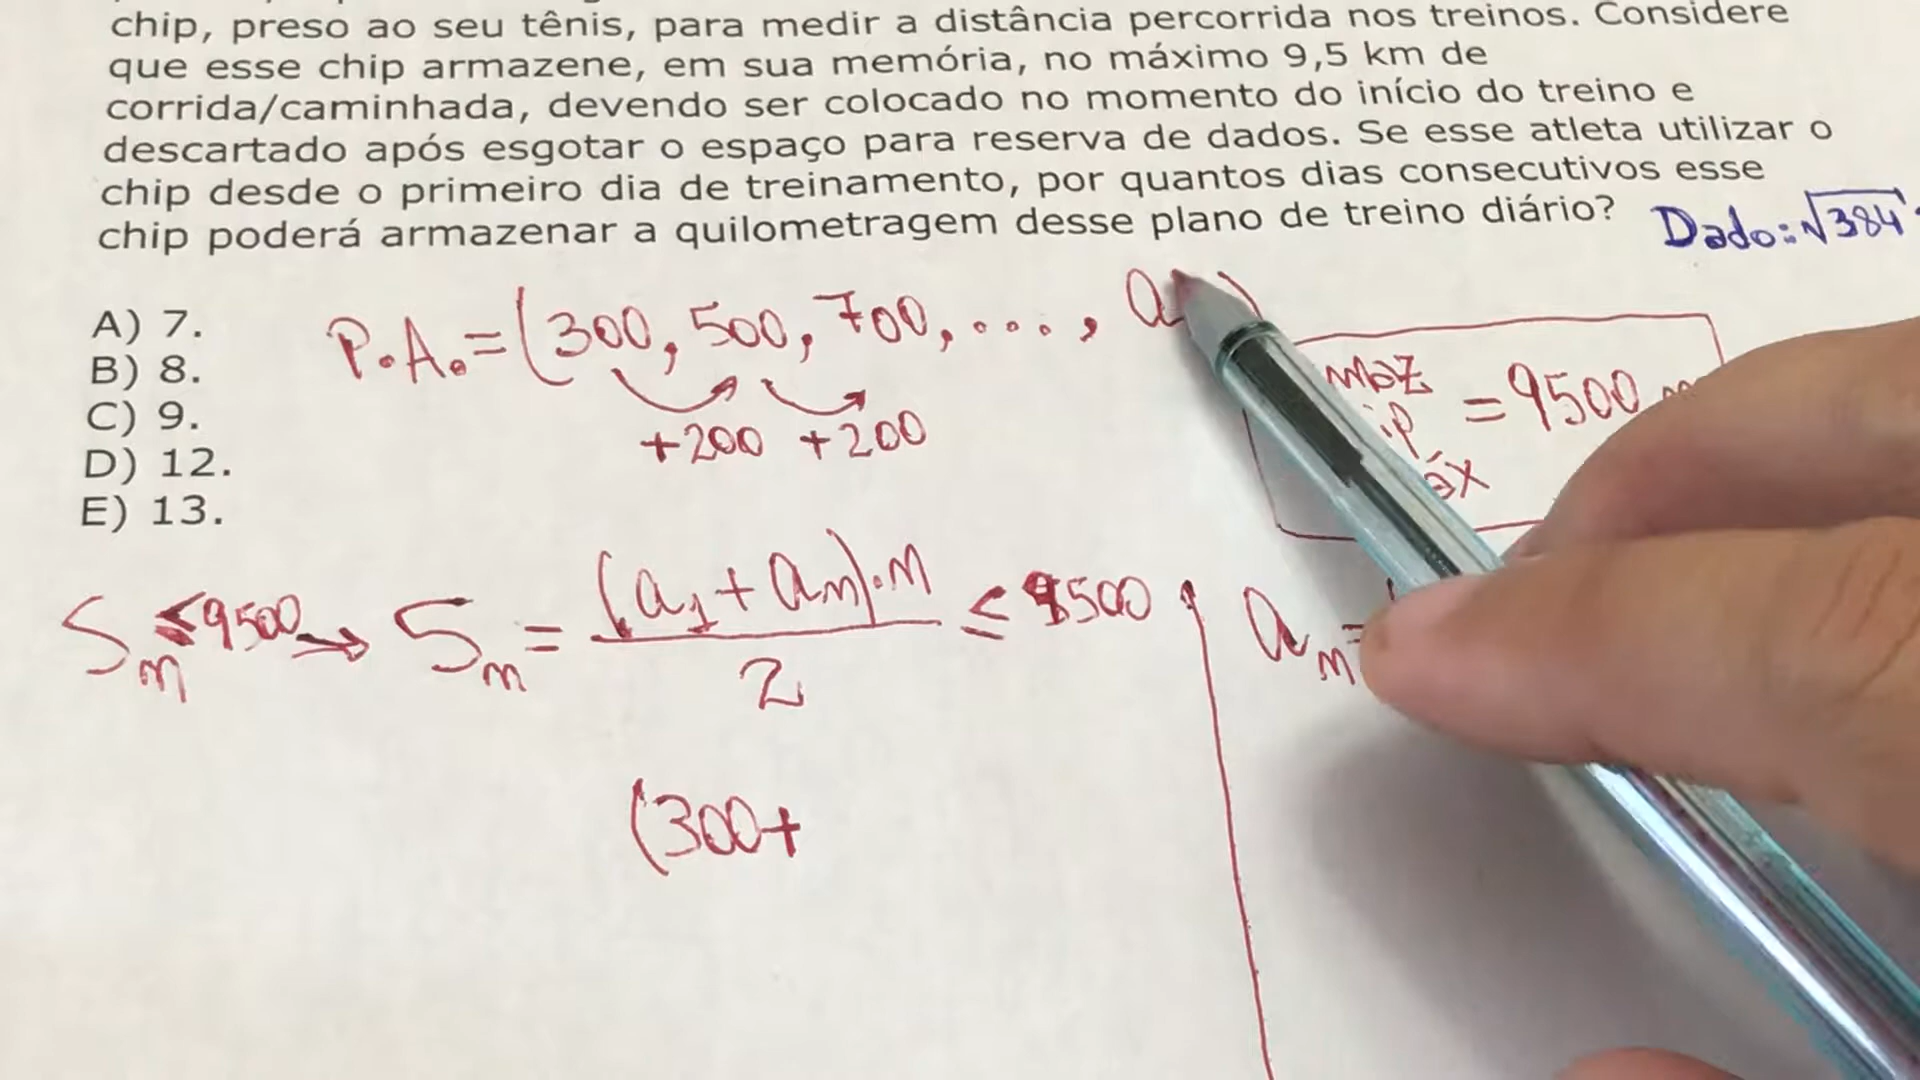 chip, preso ao seu tênis, para medir a distância percorrida nos treinos. Considere
que esse chip armazene, em sua memória, no máximo 9,5 km de
corrida/caminhada, devendo ser colocado no momento do início do treino e
descartado após esgotar o espaço para reserva de dados. Se esse atleta utilizar o
chip desde o primeiro dia de treinamento, por quantos dias consecutivos esse
chip poderá armazenar a quilometragem desse plano de treino diário?
Dado: √384
A) 7.
B) 8.
C) 9.
D) 12.
E) 13.
P.A. = (300, 500, 700, ...., a )
+200 +200
= 9500
Sn ≤ 9500 → Sn = (a1 + an).n / 2 ≤ 9500
an =
(300+